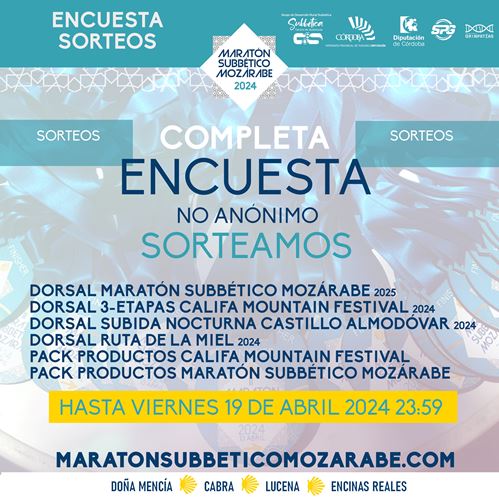 ENCUESTA
SORTEOS
MARATÓN
SUBBÉTICO
MOZÁRABE
2024
Subbética
CÓRDOBA
Diputación
de Córdoba
SPG
SORTEOS
COMPLETA
SORTEOS
ENCUESTA
NO ANÓNIMO
SORTEAMOS
DORSAL MARATÓN SUBBÉTICO MOZÁRABE 2025
DORSAL 3-ETAPAS CALIFA MOUNTAIN FESTIVAL 2024
DORSAL SUBIDA NOCTURNA CASTILLO ALMODÓVAR 2024
DORSAL RUTA DE LA MIEL 2024
PACK PRODUCTOS CALIFA MOUNTAIN FESTIVAL
PACK PRODUCTOS MARATÓN SUBBÉTICO MOZÁRABE
HASTA VIERNES 19 DE ABRIL 2024 23:59
MARATONSUBBETICOMOZARABE.COM
DOÑA MENCÍA CABRA LUCENA ENCINAS REALES